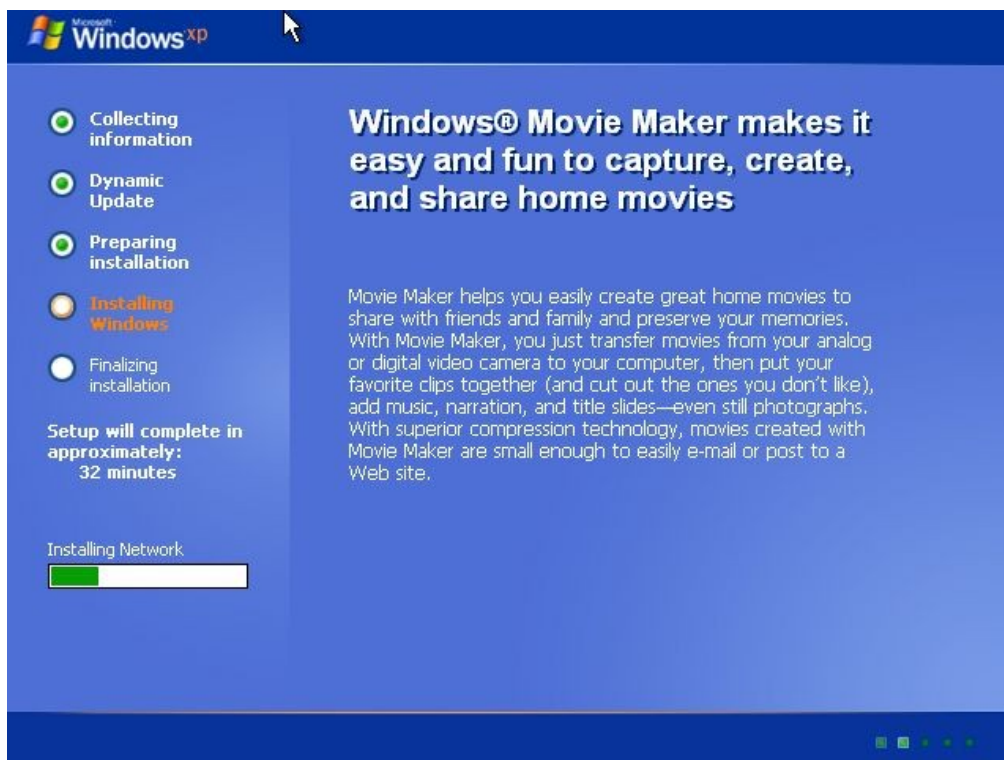 Microsoft
Windows xp
Collecting
information
Dynamic
Update
Preparing
installation
Installing
Windows
Finalizing
installation
Setup will complete in
approximately:
32 minutes
Installing Network
Windows® Movie Maker makes it
easy and fun to capture, create,
and share home movies
Movie Maker helps you easily create great home movies to
share with friends and family and preserve your memories.
With Movie Maker, you just transfer movies from your analog
or digital video camera to your computer, then put your
favorite clips together (and cut out the ones you don’t like),
add music, narration, and title slides—even still photographs.
With superior compression technology, movies created with
Movie Maker are small enough to easily e-mail or post to a
Web site.